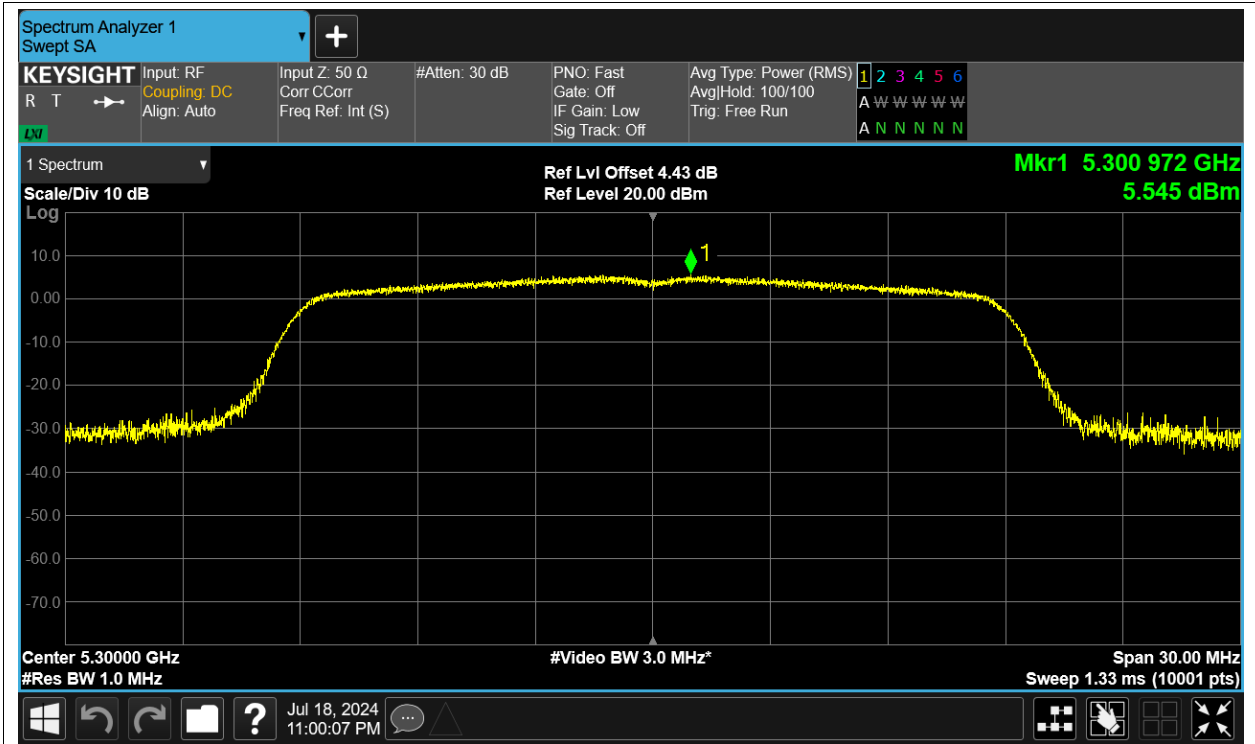 Spectrum Analyzer 1
Swept SA
KEYSIGHT
R T
LXI
Input: RF
Coupling: DC
Align: Auto
Input Z: 50 Ω
Corr CCorr
Freq Ref: Int (S)
#Atten: 30 dB
PNO: Fast
Gate: Off
IF Gain: Low
Sig Track: Off
Avg Type: Power (RMS)
Avg|Hold: 100/100
Trig: Free Run
1 2 3 4 5 6
A W W W W W
A N N N N N
1 Spectrum
Scale/Div 10 dB
Log
Ref Lvl Offset 4.43 dB
Ref Level 20.00 dBm
Mkr1 5.300 972 GHz
5.545 dBm
1
10.0
0.00
-10.0
-20.0
-30.0
-40.0
-50.0
-60.0
-70.0
Center 5.30000 GHz
#Res BW 1.0 MHz
#Video BW 3.0 MHz*
Span 30.00 MHz
Sweep 1.33 ms (10001 pts)
?
Jul 18, 2024
11:00:07 PM